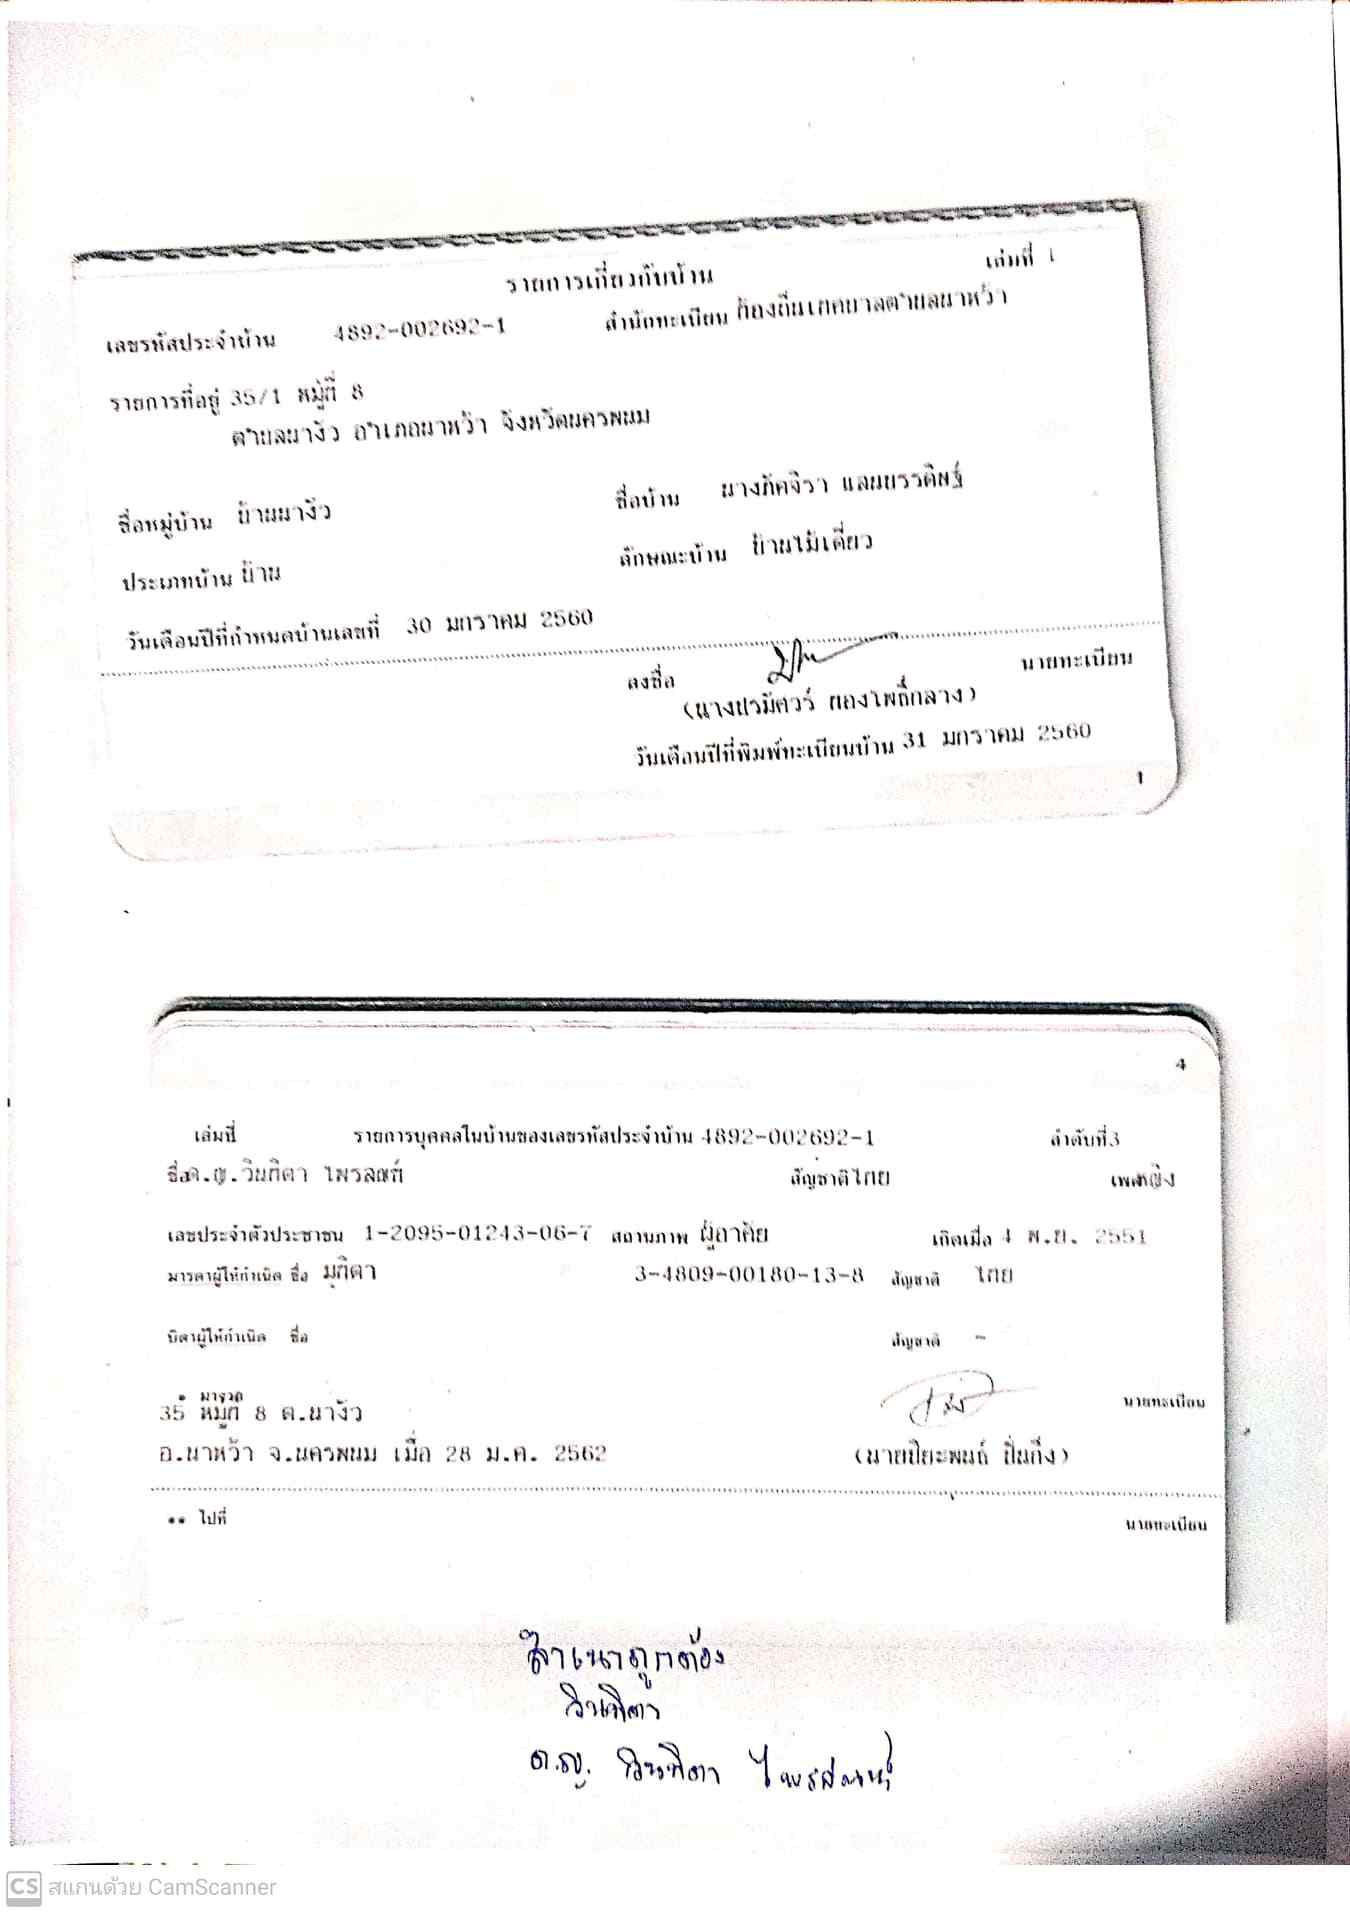 รายการเกี่ยวกับบ้าน เล่มที่ 1
เลขรหัสประจำบ้าน 4892-002692-1 สำนักทะเบียน ท้องถิ่นเทศบาลตำบลนาหว้า
รายการที่อยู่ 35/1 หมู่ที่ 8
ตำบลนางัว อำเภอนาหว้า จังหวัดนครพนม
ชื่อหมู่บ้าน บ้านนางัว ชื่อบ้าน นางภัคจิรา แสนบรรดิษฐ์
ประเภทบ้าน บ้าน ลักษณะบ้าน บ้านไม้เดี่ยว
วันเดือนปีที่กำหนดบ้านเลขที่ 30 มกราคม 2560
ลงชื่อ นายทะเบียน
วันเดือนปีที่พิมพ์ทะเบียนบ้าน 31 มกราคม 2560
1
4
เล่มที่ 1 รายการบุคคลในบ้านของเลขรหัสประจำบ้าน 4892-002692-1 ลำดับที่ 3
ชื่อ ด.ญ.วินทิตา ไพรสณฑ์ สัญชาติ ไทย เพศ หญิง
เลขประจำตัวประชาชน 1-2095-01243-06-7 สถานภาพ ผู้อาศัย เกิดเมื่อ 4 พ.ย. 2551
มารดาผู้ให้กำเนิด ชื่อ มุทิตา 3-4809-00180-13-8 สัญชาติ ไทย
บิดาผู้ให้กำเนิด ชื่อ สัญชาติ -
* มาจาก
35 หมู่ที่ 8 ต.นางัว นายทะเบียน
อ.นาหว้า จ.นครพนม เมื่อ 28 ม.ค. 2562 (นายปิยะพนธ์ ปิ่นทึง)
** ไปที่ นายทะเบียน
สำเนาถูกต้อง
วินทิตา
ด.ญ. วินทิตา ไพรสณฑ์
CS สแกนด้วย CamScanner